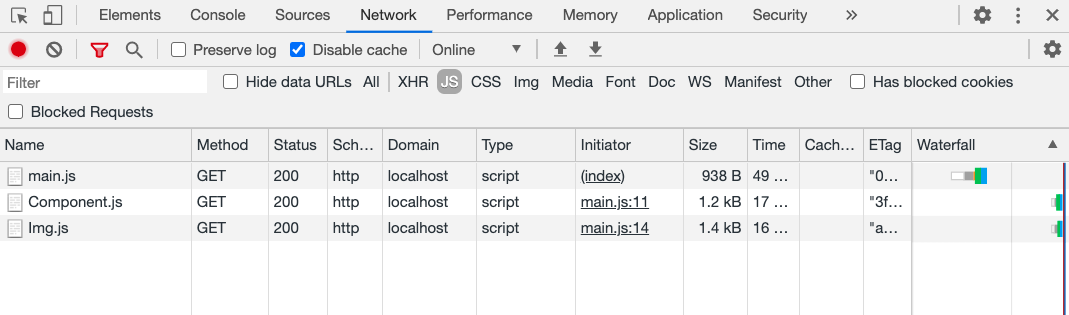 Elements Console Sources Network Performance Memory Application Security »
Preserve log Disable cache Online
Filter Hide data URLs All XHR JS CSS Img Media Font Doc WS Manifest Other Has blocked cookies
Blocked Requests
Name Method Status Sch… Domain Type Initiator Size Time Cach… ETag Waterfall
main.js GET 200 http localhost script (index) 938 B 49 … "0…
Component.js GET 200 http localhost script main.js:11 1.2 kB 17 … "3f…
Img.js GET 200 http localhost script main.js:14 1.4 kB 16 … "a…